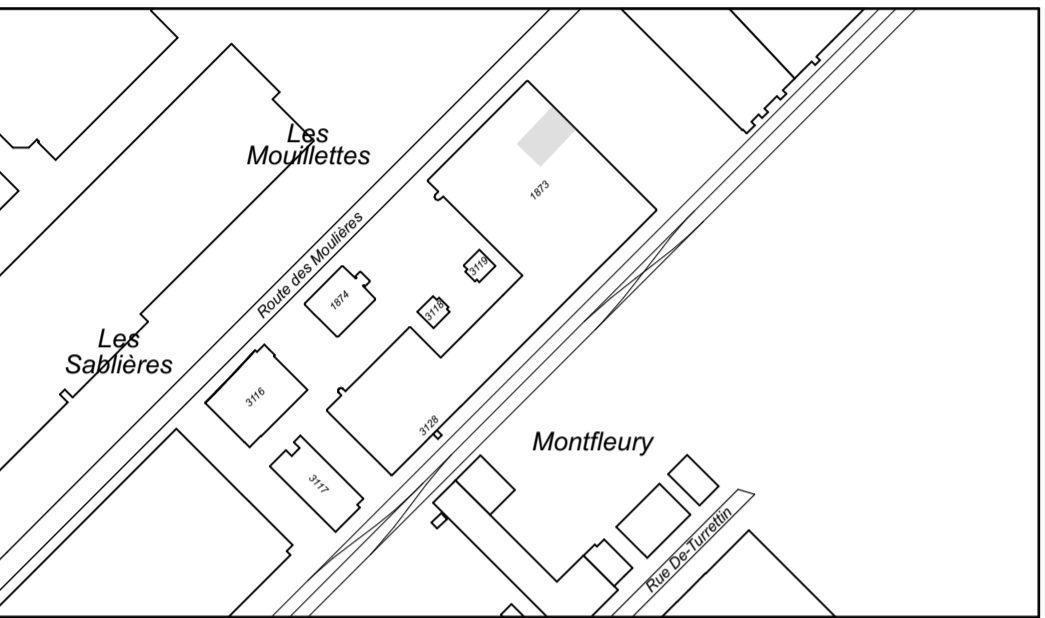 Les
Mouillettes
1873
Route des Moulières
3119
1874
3118
Les
Sablières
3116
3128
Montfleury
3117
Rue De-Turrettin